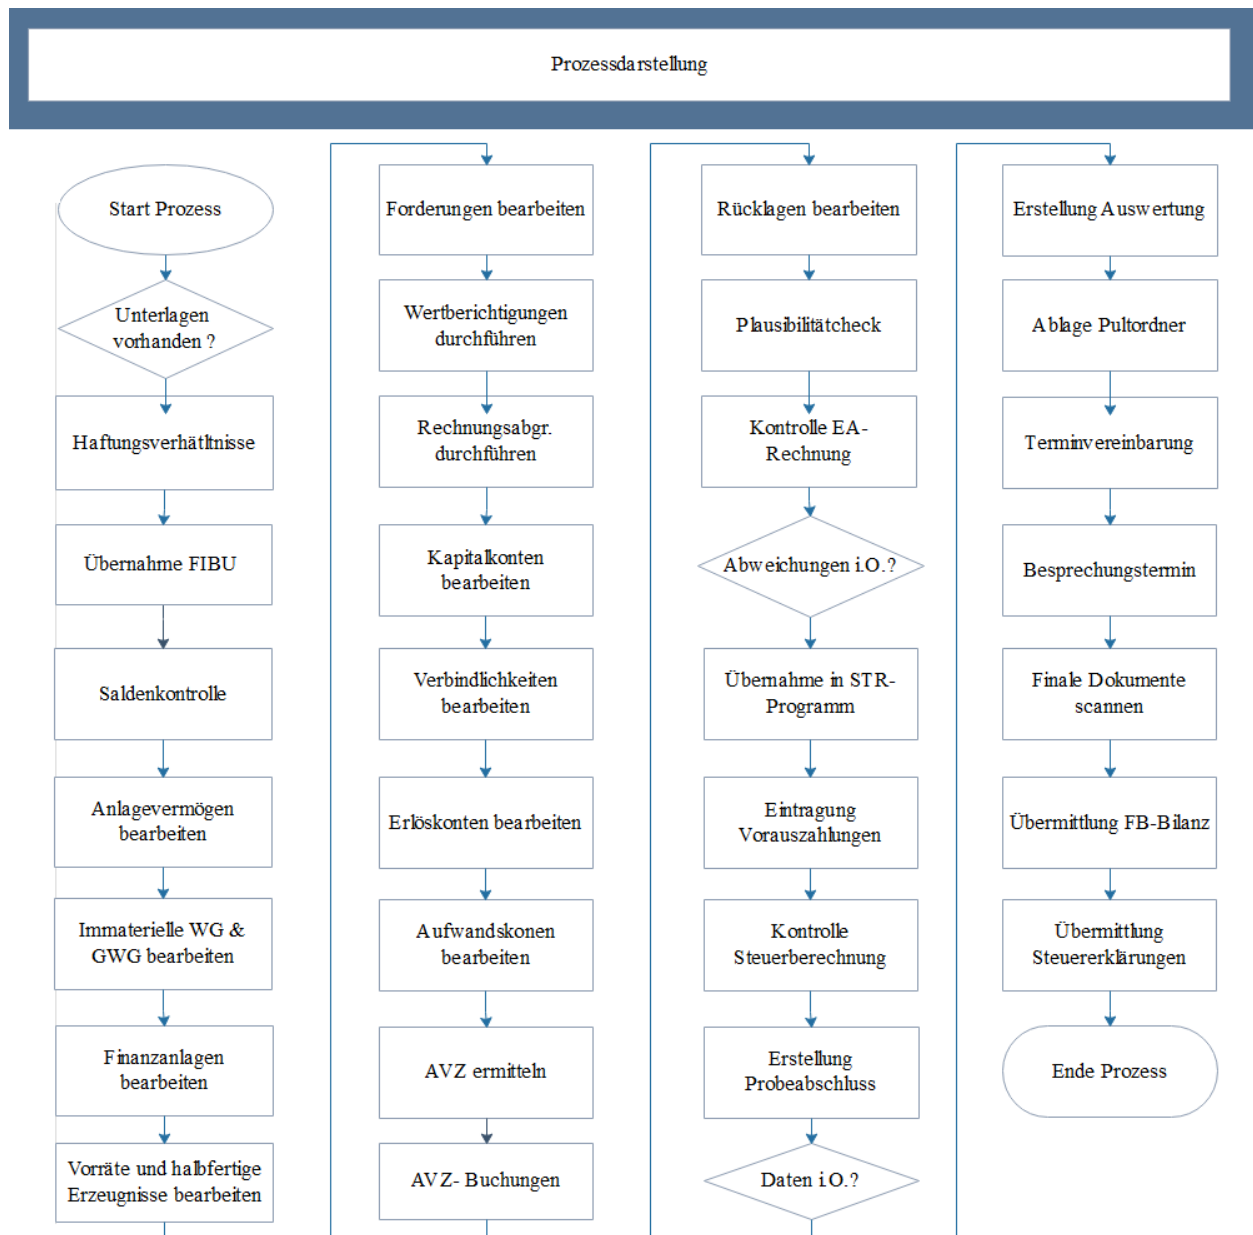 Prozessdarstellung
Start Prozess
Unterlagen
vorhanden ?
Haftungsverhätltnisse
Übernahme FIBU
Saldenkontrolle
Anlagevermögen
bearbeiten
Immaterielle WG &
GWG bearbeiten
Finanzanlagen
bearbeiten
Vorräte und halbfertige
Erzeugnisse bearbeiten
Forderungen bearbeiten
Wertberichtigungen
durchführen
Rechnungsabgr.
durchführen
Kapitalkonten
bearbeiten
Verbindlichkeiten
bearbeiten
Erlöskonten bearbeiten
Aufwandskonen
bearbeiten
AVZ ermitteln
AVZ- Buchungen
Rücklagen bearbeiten
Plausibilitätcheck
Kontrolle EA-
Rechnung
Abweichungen i.O.?
Übernahme in STR-
Programm
Eintragung
Vorauszahlungen
Kontrolle
Steuerberechnung
Erstellung
Probeabschluss
Daten i.O.?
Erstellung Auswertung
Ablage Pultordner
Terminvereinbarung
Besprechungstermin
Finale Dokumente
scannen
Übermittlung FB-Bilanz
Übermittlung
Steuererklärungen
Ende Prozess